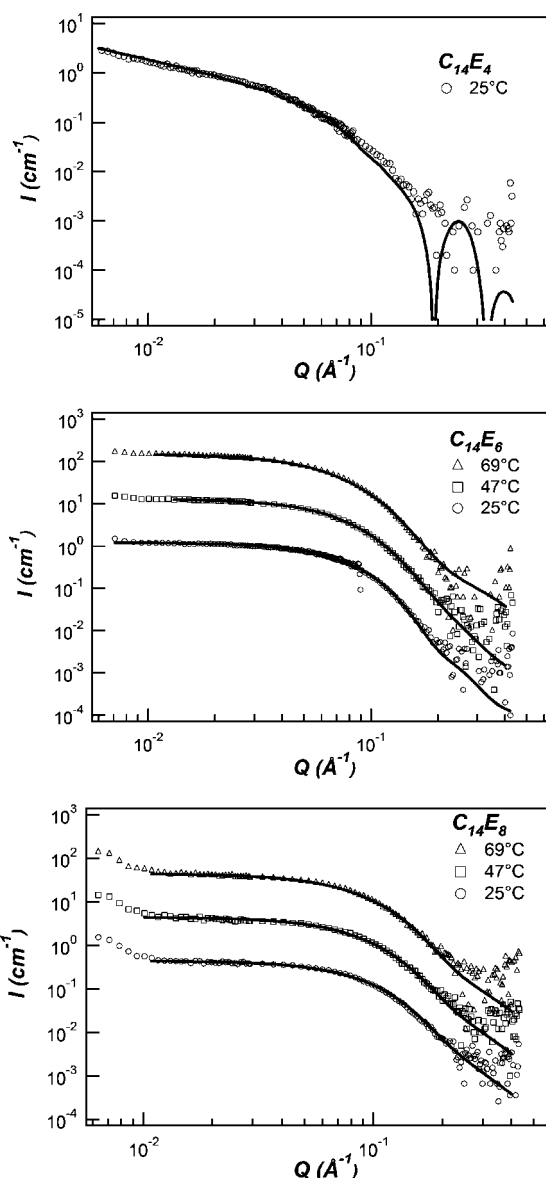 10¹
10⁰
10⁻¹
10⁻²
10⁻³
10⁻⁴
10⁻⁵
I (cm⁻¹)
C₁₄E₄
○ 25°C
10⁻²
10⁻¹
Q (Å⁻¹)
10³
10²
10¹
10⁰
10⁻¹
10⁻²
10⁻³
10⁻⁴
I (cm⁻¹)
C₁₄E₆
△ 69°C
□ 47°C
○ 25°C
10⁻²
10⁻¹
Q (Å⁻¹)
10³
10²
10¹
10⁰
10⁻¹
10⁻²
10⁻³
10⁻⁴
I (cm⁻¹)
C₁₄E₈
△ 69°C
□ 47°C
○ 25°C
10⁻²
10⁻¹
Q (Å⁻¹)